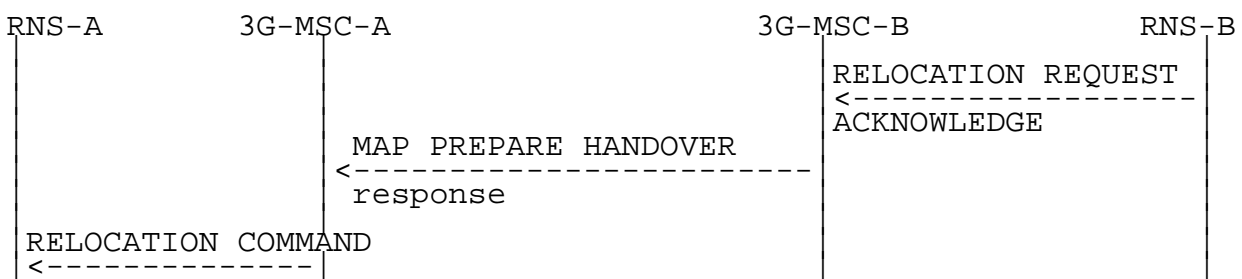 RNS-A 3G-MSC-A 3G-MSC-B RNS-B
RELOCATION REQUEST
ACKNOWLEDGE
MAP PREPARE HANDOVER
response
RELOCATION COMMAND